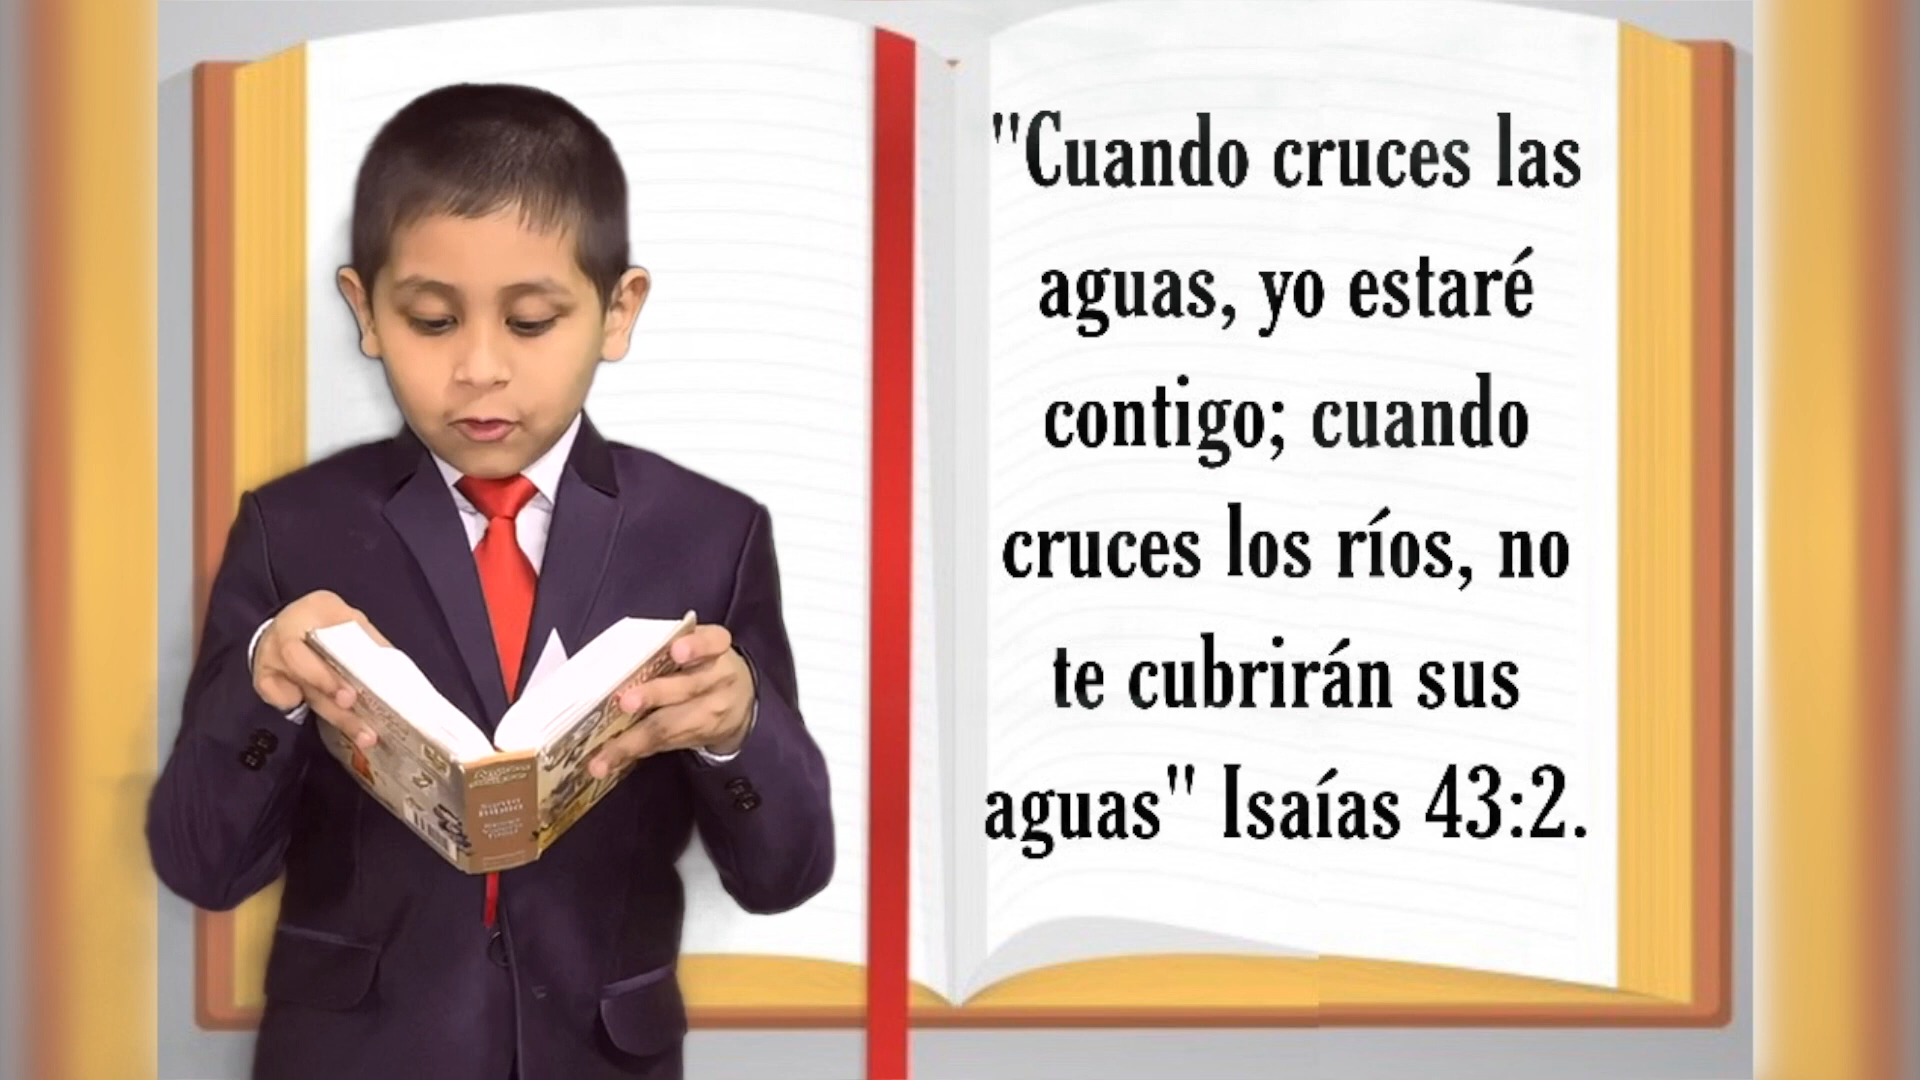 "Cuando cruces las
aguas, yo estaré
contigo; cuando
cruces los ríos, no
te cubrirán sus
aguas" Isaías 43:2.